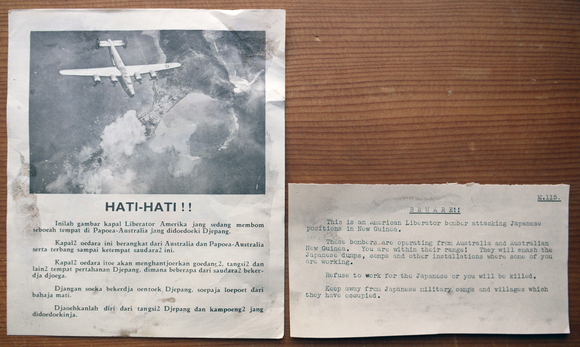 HATI-HATI !!
Inilah gambar kapal Liberator Amerika jang sedang membom
seboeah tempat di Papoea-Australia jang didoedoeki Djepang.
Kapal2 oedara ini berangkat dari Australia dan Papoea-Australia
serta terbang sampai ketempat saudara2 ini.
Kapal2 oedara itoe akan menghantjoerkan goedang2, tangsi2 dan
lain2 tempat pertahanan Djepang, dimana beberapa dari saudara2 beker-
dja djoega.
Djangan soeka bekerdja oentoek Djepang, soepaja loepoet dari
bahaja mati.
Djaoehkanlah diri dari tangsi2 Djepang dan kampoeng2 jang
didoedoekinja.
N.115.
BEWARE!!
This is an American Liberator bomber attacking Japanese
positions in New Guinea.
These bombers are operating from Australia and Australian
New Guinea. You are within their range! They will smash the
Japanese dumps, camps and other installations where some of you
are working.
Refuse to work for the Japanese or you will be killed.
Keep away from Japanese military camps and villages which
they have occupied.